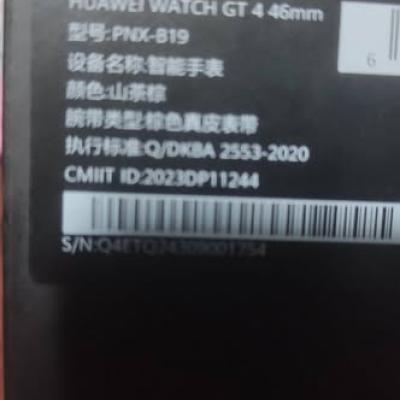 HUAWEI WATCH GT 4 46mm
型号:PNX-B19
设备名称:智能手表
颜色:山茶棕
腕带类型:棕色真皮表带
执行标准:Q/DKBA 2553-2020
CMIIT ID:2023DP11244
S/N:Q4ETQ24309001754
6